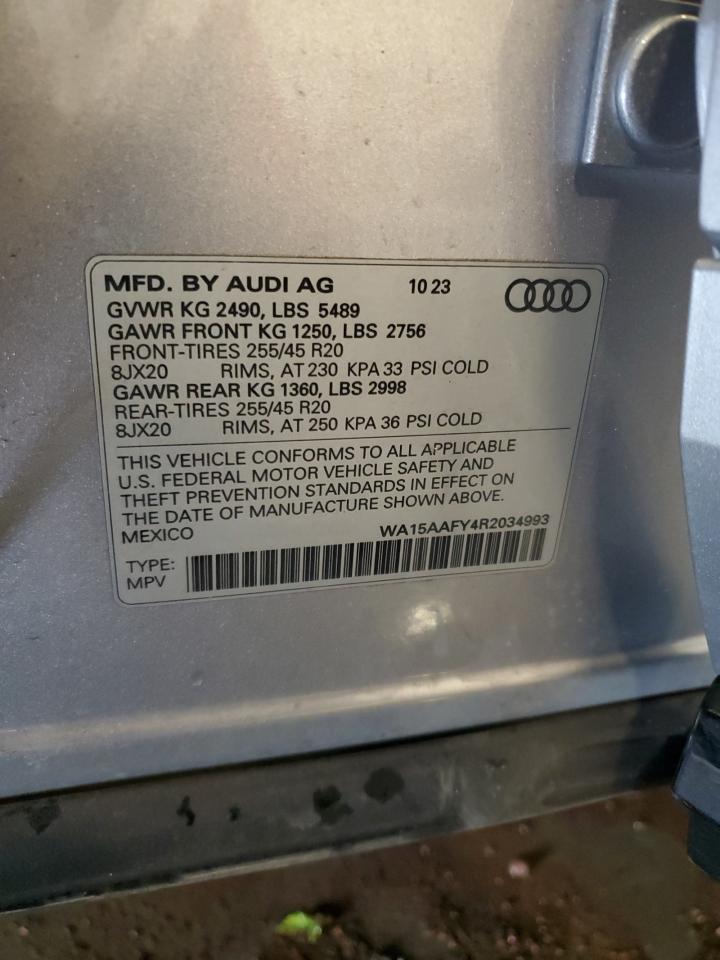 MFD. BY AUDI AG 10 23
GVWR KG 2490, LBS 5489
GAWR FRONT KG 1250, LBS 2756
FRONT-TIRES 255/45 R20
8JX20 RIMS, AT 230 KPA 33 PSI COLD
GAWR REAR KG 1360, LBS 2998
REAR-TIRES 255/45 R20
8JX20 RIMS, AT 250 KPA 36 PSI COLD
THIS VEHICLE CONFORMS TO ALL APPLICABLE
U.S. FEDERAL MOTOR VEHICLE SAFETY AND
THEFT PREVENTION STANDARDS IN EFFECT ON
THE DATE OF MANUFACTURE SHOWN ABOVE.
MEXICO WA15AAFY4R2034993
TYPE:
MPV